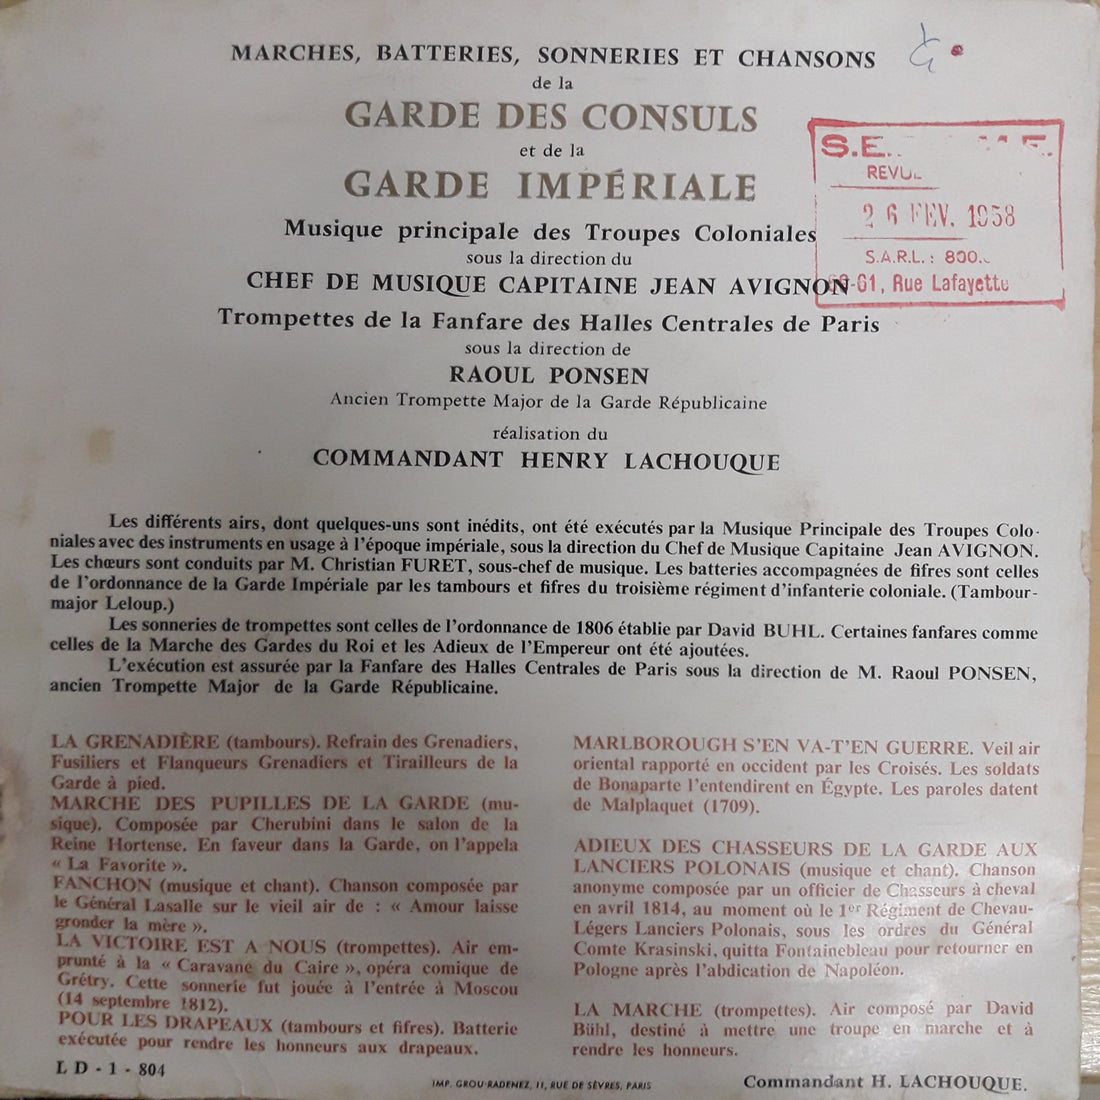 MARCHES, BATTERIES, SONNERIES ET CHANSONS
de la
GARDE DES CONSULS
et de la
GARDE IMPÉRIALE
Musique principale des Troupes Coloniales
sous la direction du
CHEF DE MUSIQUE CAPITAINE JEAN AVIGNON
Trompettes de la Fanfare des Halles Centrales de Paris
sous la direction de
RAOUL PONSEN
Ancien Trompette Major de la Garde Républicaine
réalisation du
COMMANDANT HENRY LACHOUQUE
S.E.
26 FEV. 1958
S.A.R.L. : 800.
Rue Lafayette
Les différents airs, dont quelques-uns sont inédits, ont été exécutés par la Musique Principale des Troupes Colo-
niales avec des instruments en usage à l'époque impériale, sous la direction du Chef de Musique Capitaine Jean AVIGNON.
Les chœurs sont conduits par M. Christian FURET, sous-chef de musique. Les batteries accompagnées de fifres sont celles
de l'ordonnance de la Garde Impériale par les tambours et fifres du troisième régiment d'infanterie coloniale. (Tambour-
major Leloup.)
Les sonneries de trompettes sont celles de l'ordonnance de 1806 établie par David BUHL. Certaines fanfares comme
celles de la Marche des Gardes du Roi et les Adieux de l'Empereur ont été ajoutées.
L'exécution est assurée par la Fanfare des Halles Centrales de Paris sous la direction de M. Raoul PONSEN,
ancien Trompette Major de la Garde Républicaine.
LA GRENADIÈRE (tambours). Refrain des Grenadiers,
Fusiliers et Flanqueurs Grenadiers et Tirailleurs de la
Garde à pied.
MARCHE DES PUPILLES DE LA GARDE (mu-
sique). Composée par Cherubini dans le salon de la
Reine Hortense. En faveur dans la Garde, on l'appela
« La Favorite ».
FANCHON (musique et chant). Chanson composée par
le Général Lasalle sur le vieil air de : « Amour laisse
gronder la mère ».
LA VICTOIRE EST A NOUS (trompettes). Air em-
prunté à la « Caravane du Caire », opéra comique de
Grétry. Cette sonnerie fut jouée à l'entrée à Moscou
(14 septembre 1812).
POUR LES DRAPEAUX (tambours et fifres). Batterie
exécutée pour rendre les honneurs aux drapeaux.
MARLBOROUGH S'EN VA-T'EN GUERRE. Veil air
oriental rapporté en occident par les Croisés. Les soldats
de Bonaparte l'entendirent en Égypte. Les paroles datent
de Malplaquet (1709).
ADIEUX DES CHASSEURS DE LA GARDE AUX
LANCIERS POLONAIS (musique et chant). Chanson
anonyme composée par un officier de Chasseurs à cheval
en avril 1814, au moment où le 1er Régiment de Chevau-
Légers Lanciers Polonais, sous les ordres du Général
Comte Krasinski, quitta Fontainebleau pour retourner en
Pologne après l'abdication de Napoléon.
LA MARCHE (trompettes). Air composé par David
Bühl, destiné à mettre une troupe en marche et à
rendre les honneurs.
LD - 1 - 804
IMP. GROU-RADENEZ, 11, RUE DE SÈVRES, PARIS
Commandant H. LACHOUQUE.